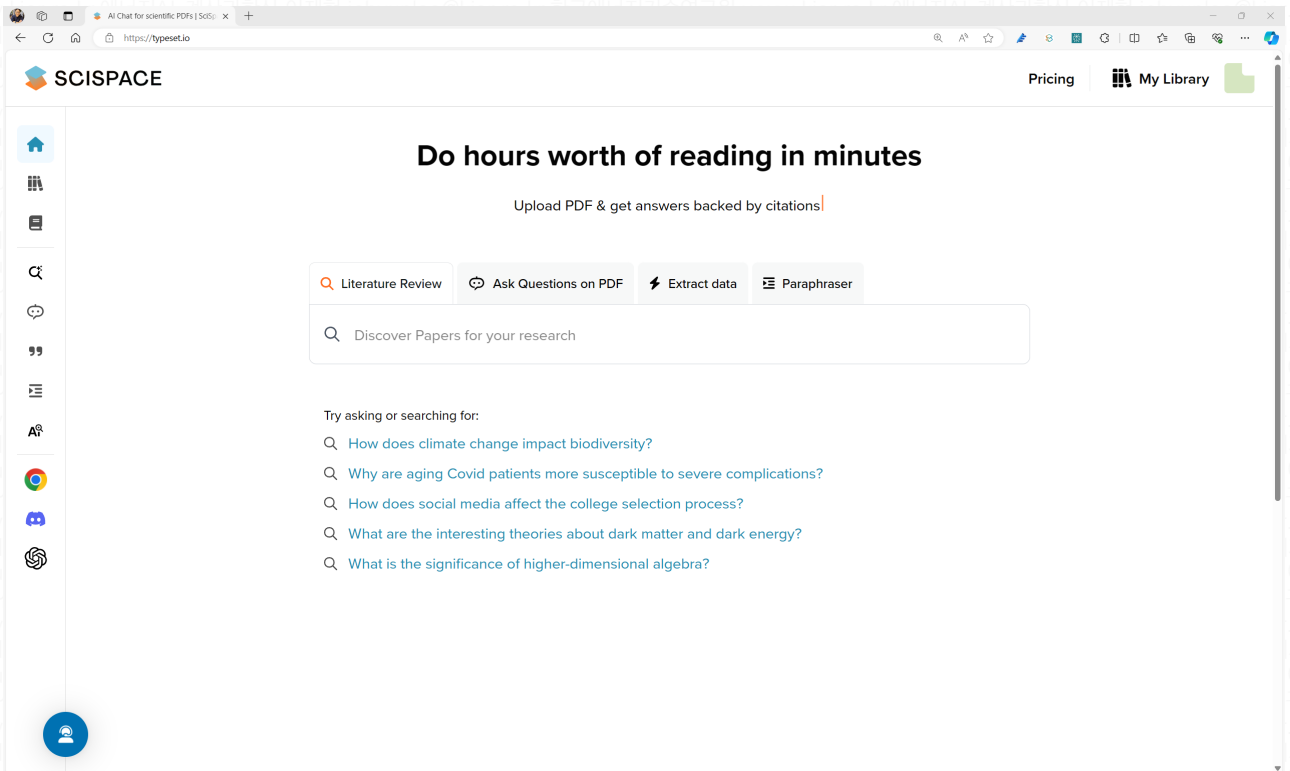 AI Chat for scientific PDFs | SciSp
https://typeset.io
SCISPACE
Pricing
My Library
Do hours worth of reading in minutes
Upload PDF & get answers backed by citations
Literature Review
Ask Questions on PDF
Extract data
Paraphraser
Discover Papers for your research
Try asking or searching for:
How does climate change impact biodiversity?
Why are aging Covid patients more susceptible to severe complications?
How does social media affect the college selection process?
What are the interesting theories about dark matter and dark energy?
What is the significance of higher-dimensional algebra?